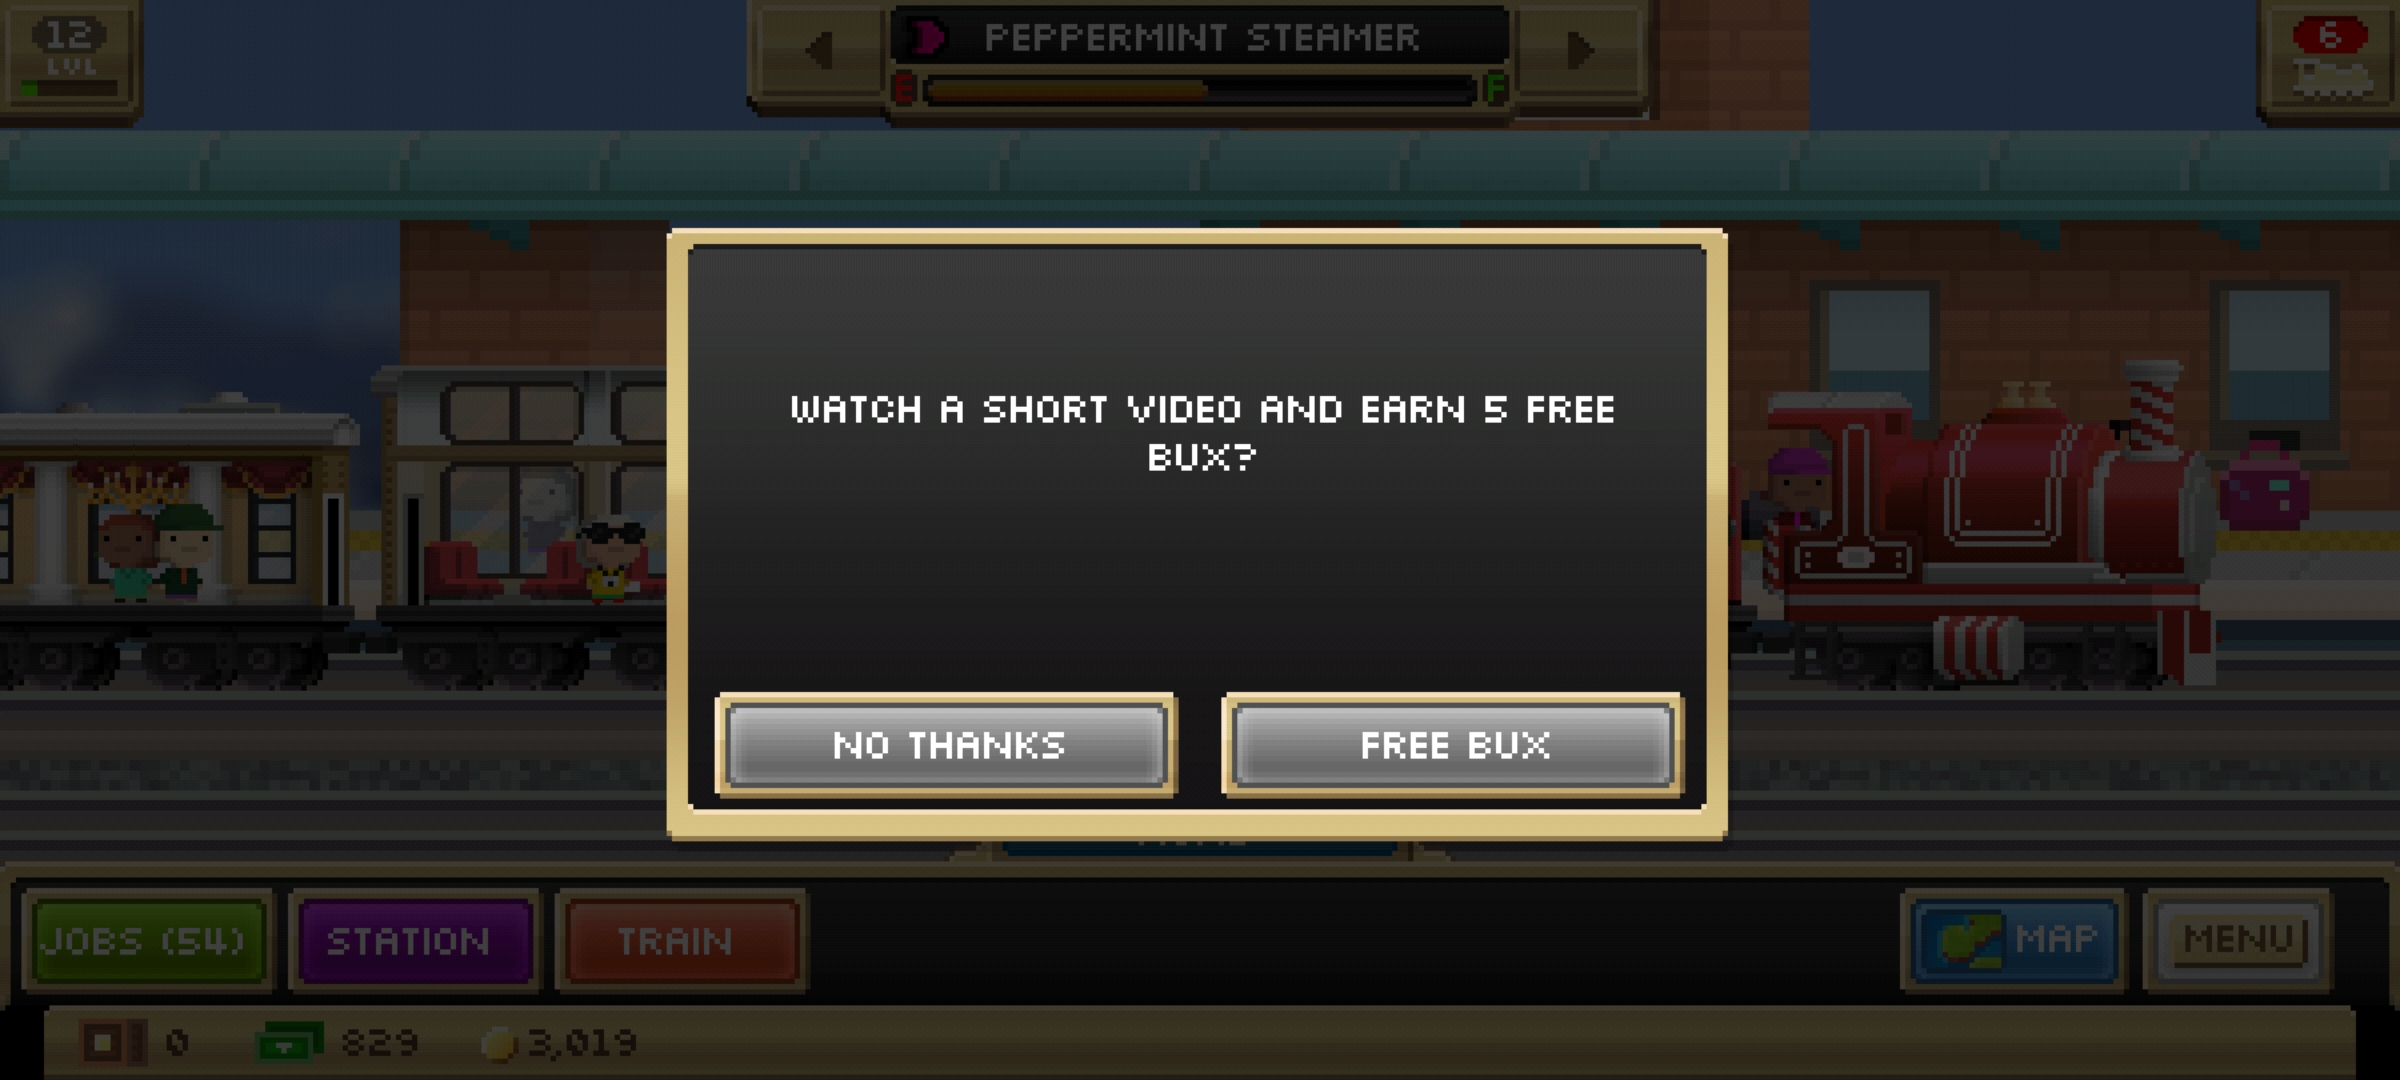 12
LVL
PEPPERMINT STEAMER
E F
6
WATCH A SHORT VIDEO AND EARN 5 FREE
BUX?
NO THANKS FREE BUX
JOBS (54) STATION TRAIN MAP MENU
0 829 3,019